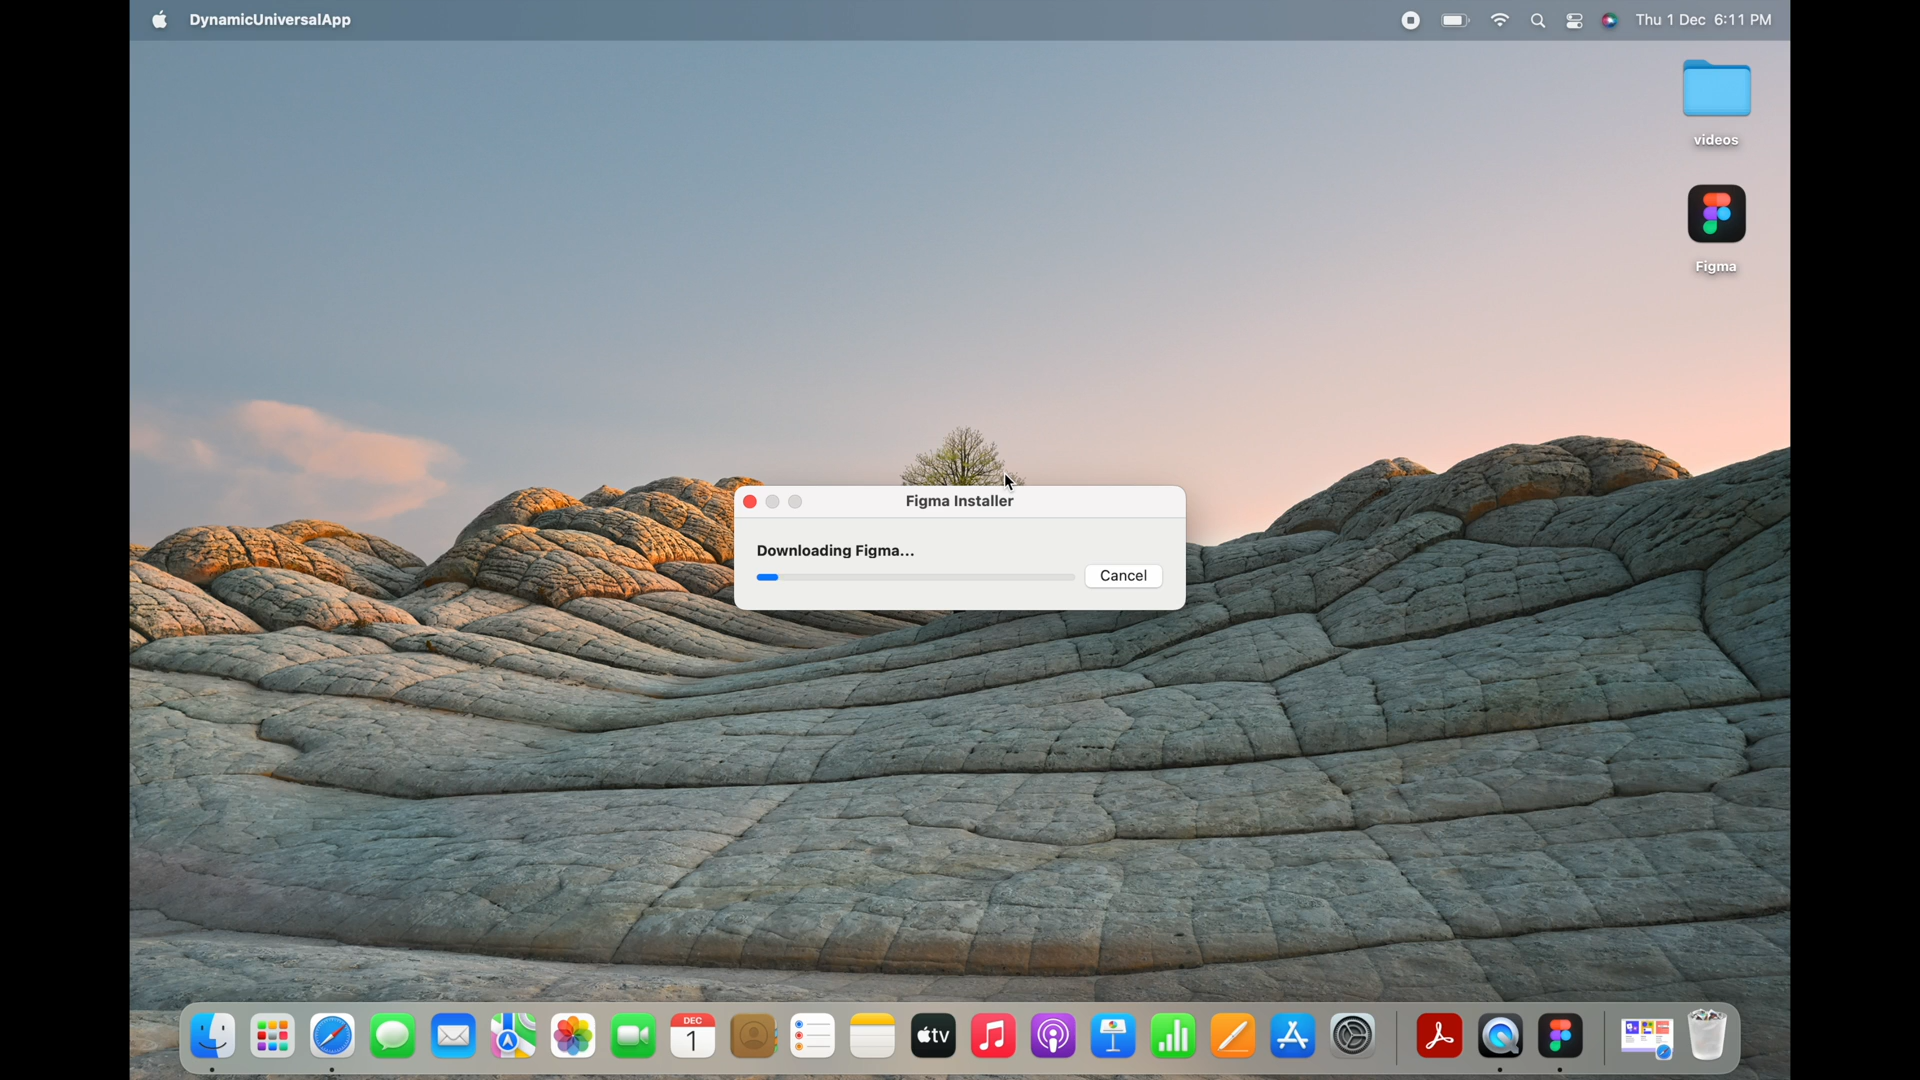 DynamicUniversalApp
Thu 1 Dec 6:11 PM
videos
Figma
Figma Installer
Downloading Figma...
Cancel
DEC
1
tv